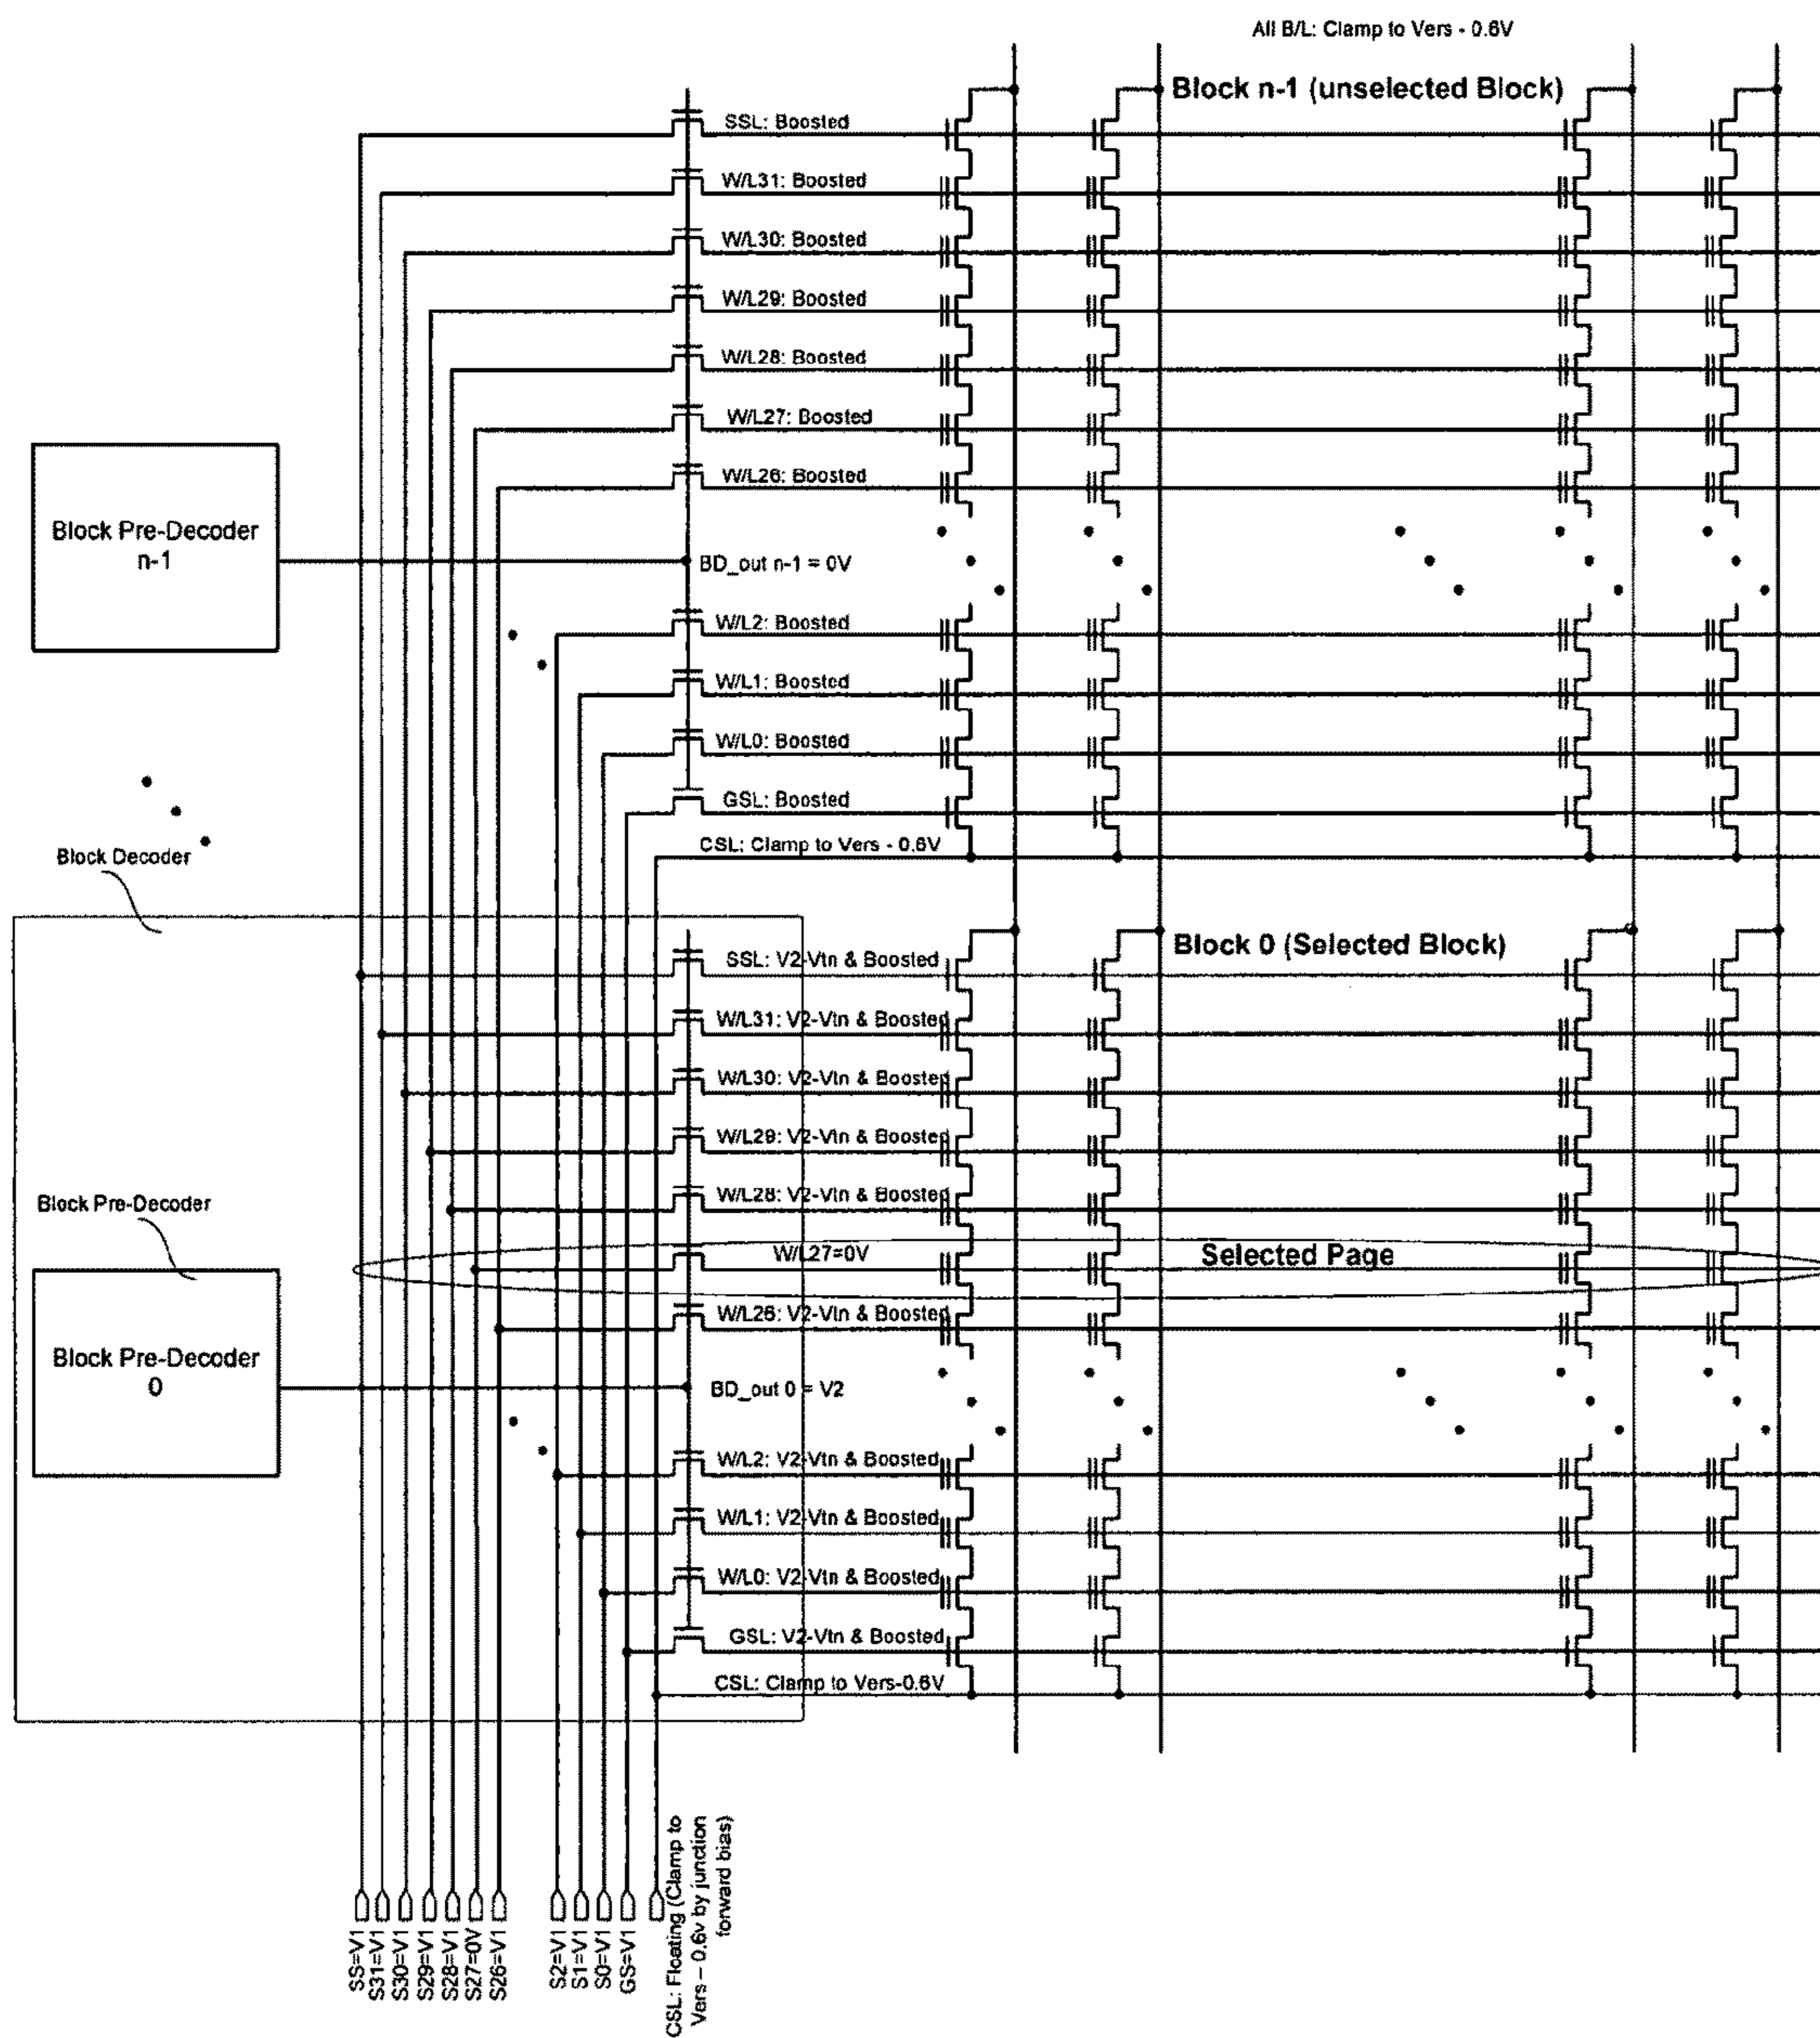 All B/L: Clamp to Vers - 0.6V
Block n-1 (unselected Block)
SSL: Boosted
W/L31: Boosted
W/L30: Boosted
W/L29: Boosted
W/L28: Boosted
W/L27: Boosted
W/L26: Boosted
Block Pre-Decoder
n-1
BD_out n-1 = 0V
W/L2: Boosted
W/L1: Boosted
W/L0: Boosted
GSL: Boosted
CSL: Clamp to Vers - 0.6V
Block Decoder
Block 0 (Selected Block)
SSL: V2-Vtn & Boosted
W/L31: V2-Vtn & Boosted
W/L30: V2-Vtn & Boosted
W/L29: V2-Vtn & Boosted
W/L28: V2-Vtn & Boosted
Block Pre-Decoder
W/L27=0V
Selected Page
W/L26: V2-Vtn & Boosted
Block Pre-Decoder
0
BD_out 0 = V2
W/L2: V2-Vtn & Boosted
W/L1: V2-Vtn & Boosted
W/L0: V2-Vtn & Boosted
GSL: V2-Vtn & Boosted
CSL: Clamp to Vers-0.6V
SS=V1
S31=V1
S30=V1
S29=V1
S28=V1
S27=0V
S26=V1
S2=V1
S1=V1
S0=V1
GS=V1
CSL: Floating (Clamp to
Vers – 0.6v by junction
forward bias)